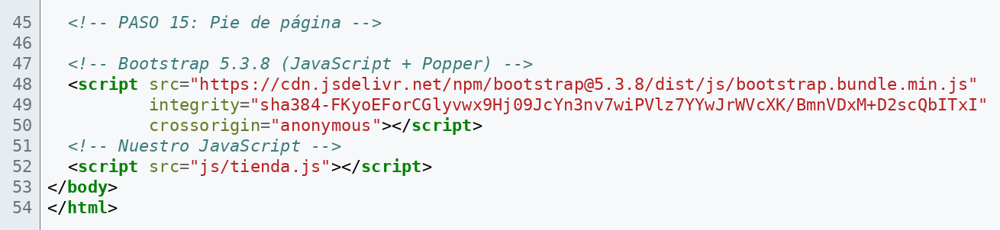 45 <!-- PASO 15: Pie de página -->
46
47 <!-- Bootstrap 5.3.8 (JavaScript + Popper) -->
48 <script src="https://cdn.jsdelivr.net/npm/bootstrap@5.3.8/dist/js/bootstrap.bundle.min.js"
49 integrity="sha384-FKyoEForCGlyvwx9Hj09JcYn3nv7wiPVlz7YYwJrWVcXK/BmnVDxM+D2scQbITxI"
50 crossorigin="anonymous"></script>
51 <!-- Nuestro JavaScript -->
52 <script src="js/tienda.js"></script>
53 </body>
54 </html>